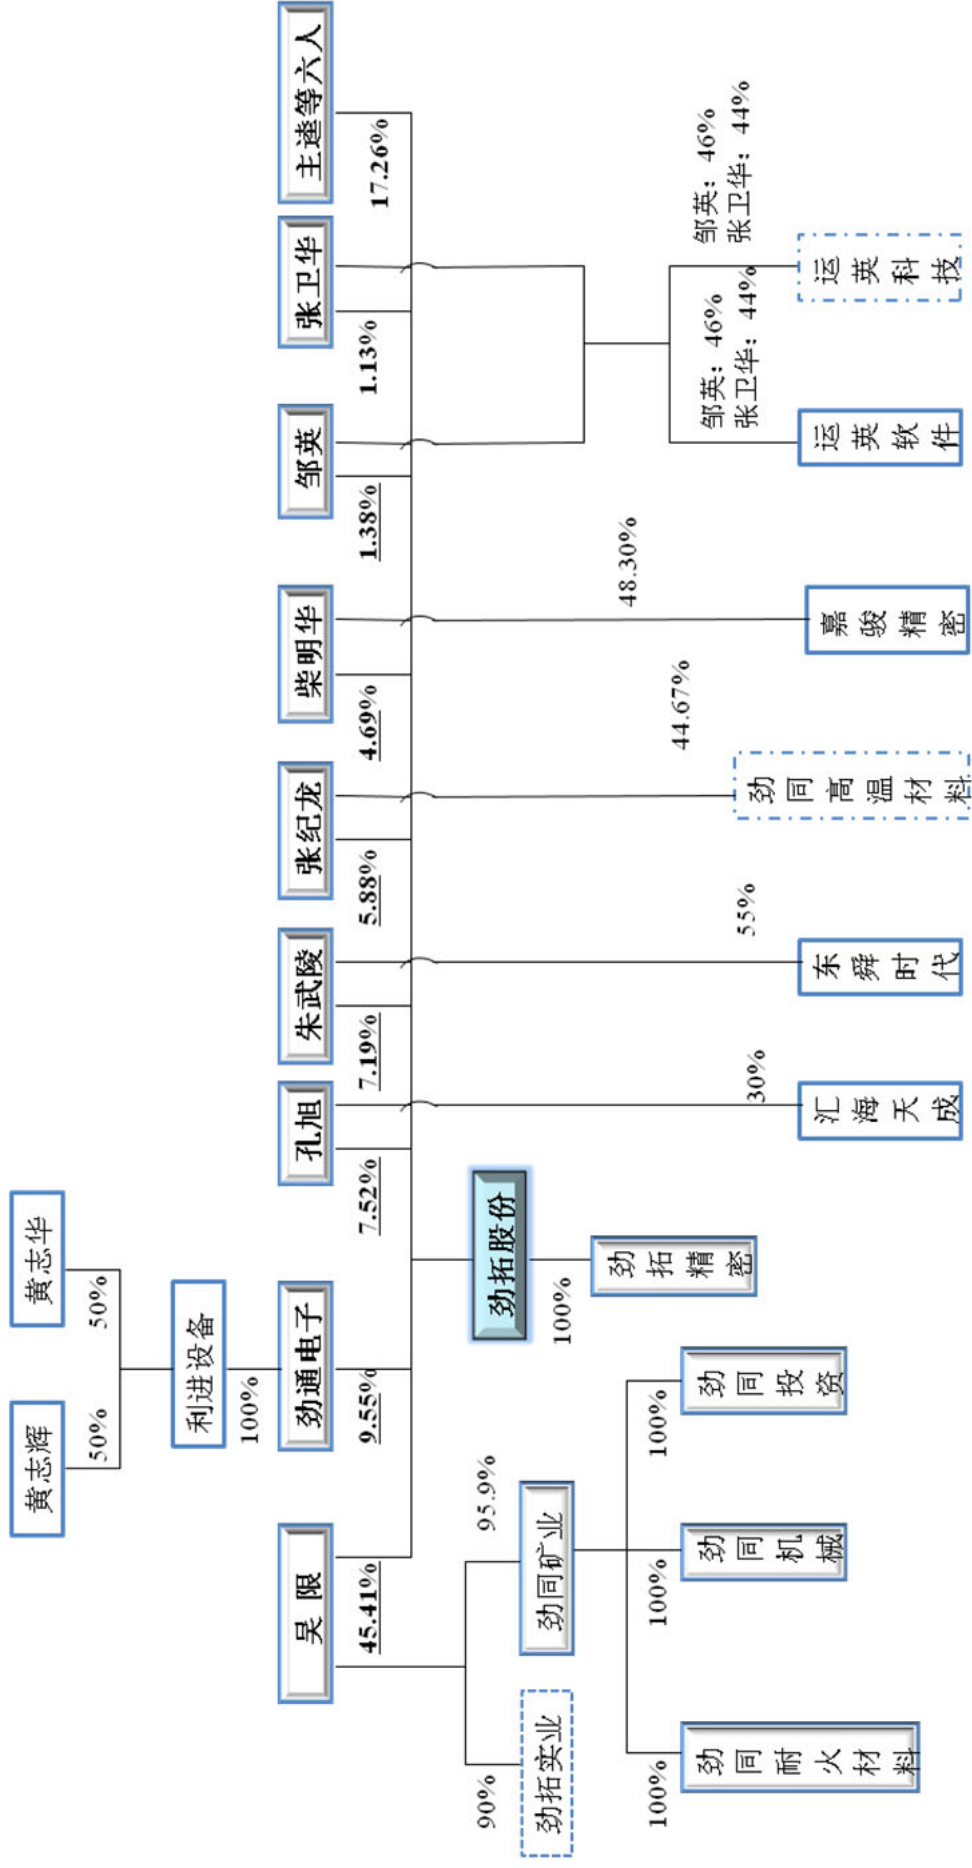 黄志辉
黄志华
50%
50%
利进设备
100%
吴 限
劲通电子
孔旭
朱武陵
张纪龙
柴明华
邹英
张卫华
主逵等六人
45.41%
9.55%
7.52%
7.19%
5.88%
4.69%
1.38%
1.13%
17.26%
劲拓股份
90%
95.9%
100%
劲拓实业
劲同矿业
劲拓精密
100%
100%
100%
劲同耐火材料
劲同机械
劲同投资
30%
55%
44.67%
48.30%
邹英：46%
张卫华：44%
邹英：46%
张卫华：44%
汇海天成
东舜时代
劲同高温材料
嘉骏精密
运英软件
运英科技